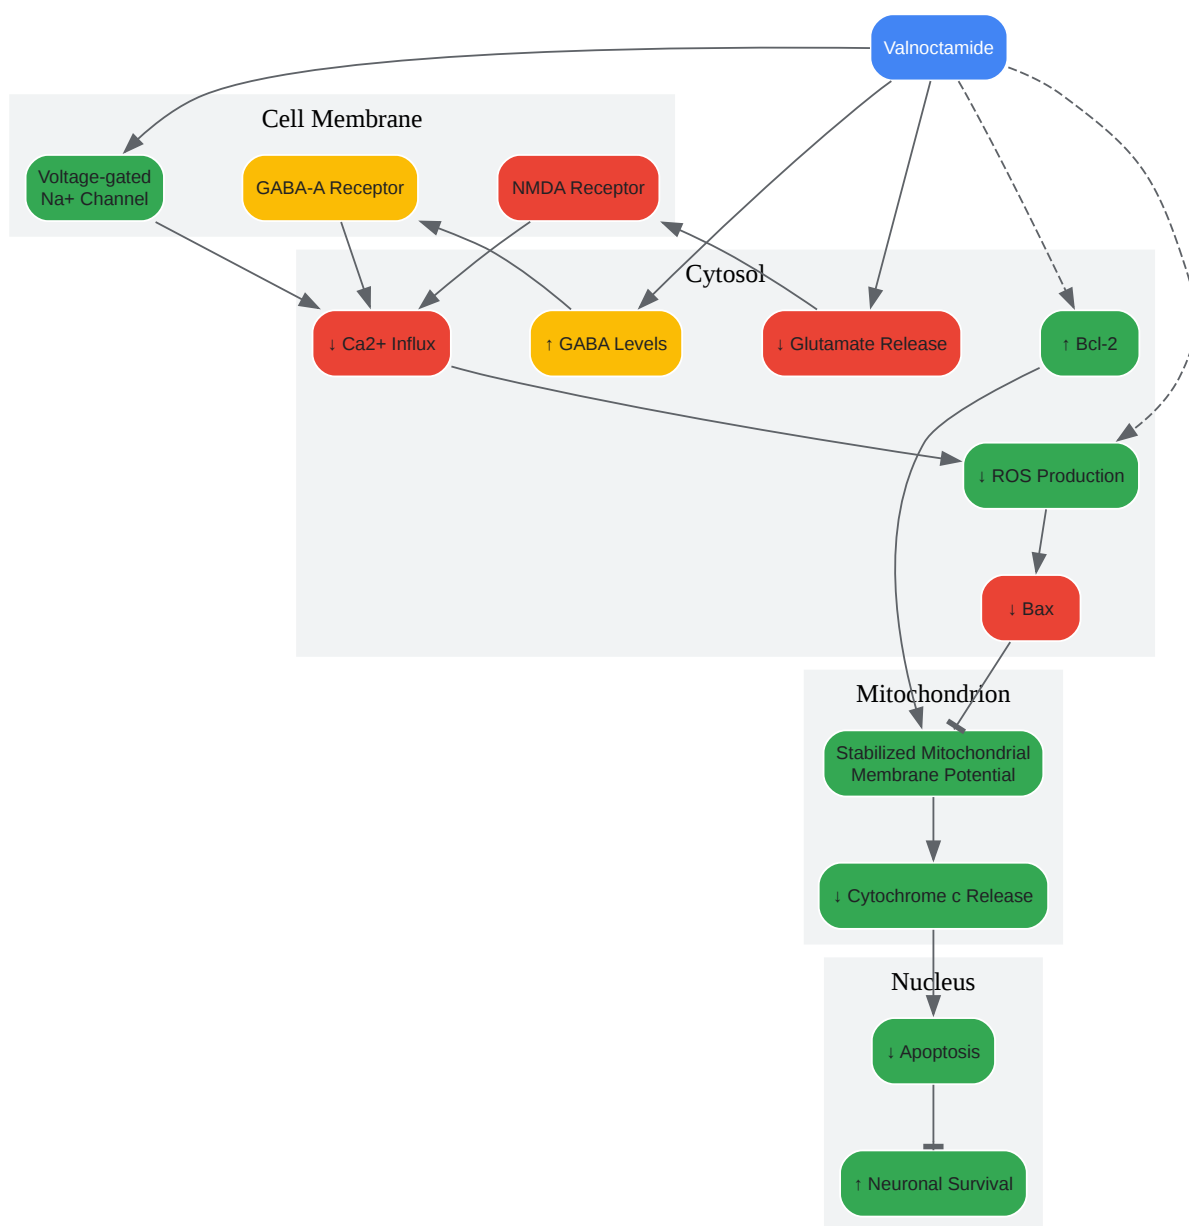 Valnoctamide
Cell Membrane
Voltage-gated
Na+ Channel
GABA-A Receptor
NMDA Receptor
Cytosol
↓ Ca2+ Influx
↑ GABA Levels
↓ Glutamate Release
↑ Bcl-2
↓ ROS Production
↓ Bax
Mitochondrion
Stabilized Mitochondrial
Membrane Potential
↓ Cytochrome c Release
Nucleus
↓ Apoptosis
↑ Neuronal Survival